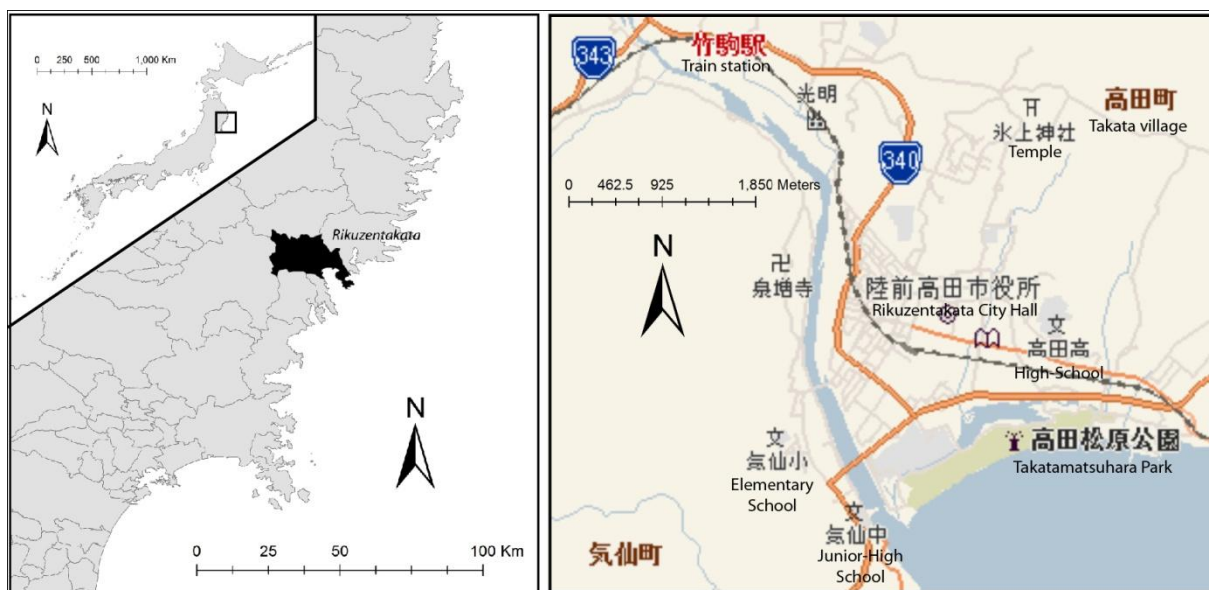 0 250 500 1,000 Km
N
Rikuzentakata
N
0 25 50 100 Km
343
竹駒駅
Train station
光明
340
高田町
Takata village
氷上神社
Temple
0 462.5 925 1,850 Meters
N
卍
泉増寺
陸前高田市役所
Rikuzentakata City Hall
文
高田高
High-School
高田松原公園
Takatamatsuhara Park
文
気仙小
Elementary
School
文
気仙中
Junior-High
School
気仙町